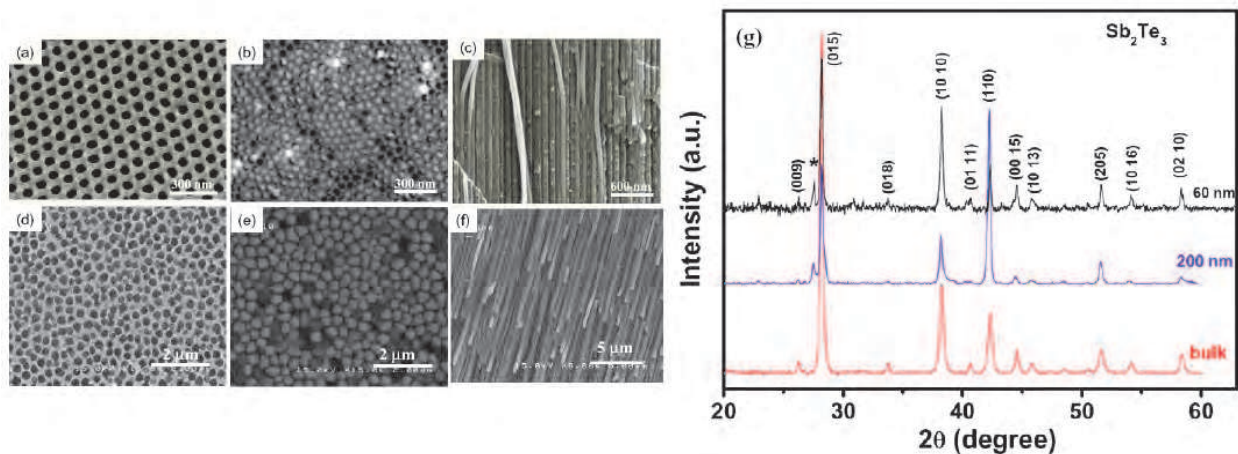 (a)
300 nm
(b)
300 nm
(c)
600 nm
(d)
2 μm
(e)
2 μm
(f)
5 μm
(g)
Sb2Te3
(009)
*
(015)
(018)
(10 10)
(01 11)
(110)
(00 15)
(10 13)
(205)
(10 16)
(02 10)
60 nm
200 nm
bulk
Intensity (a.u.)
20
30
40
50
60
2θ (degree)